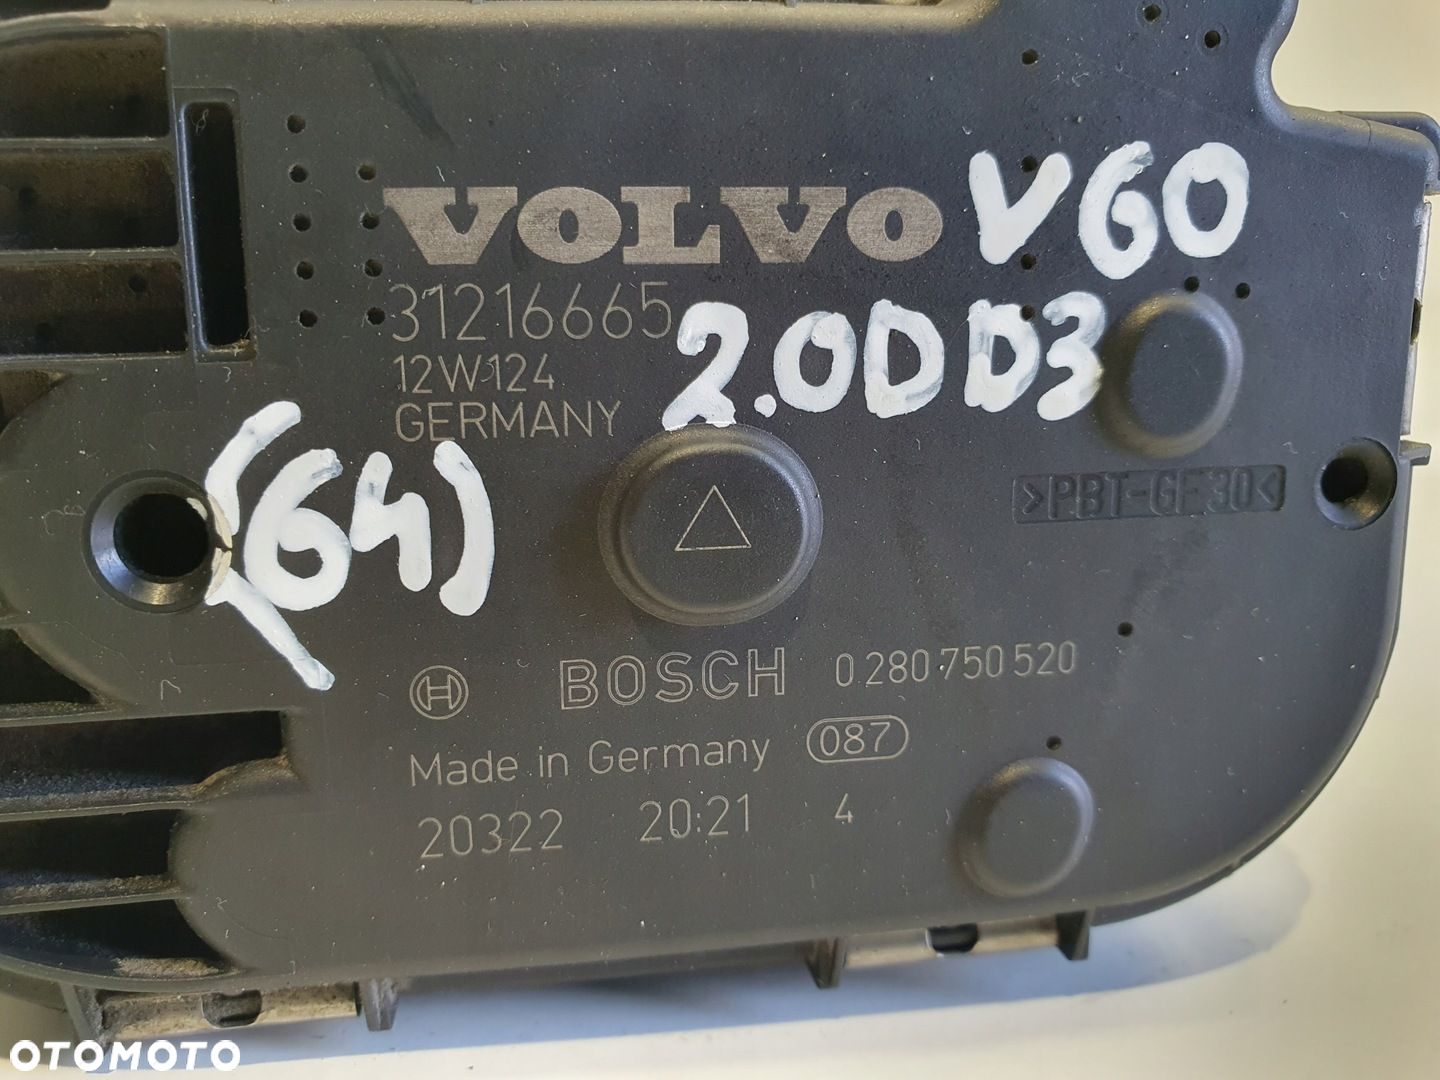 VOLVO V60
31216665 2.0D D3
12W124
GERMANY
(64)
>PBT-GF30<
BOSCH 0 280 750 520
Made in Germany 087
20322 20:21 4
OTOMOTO